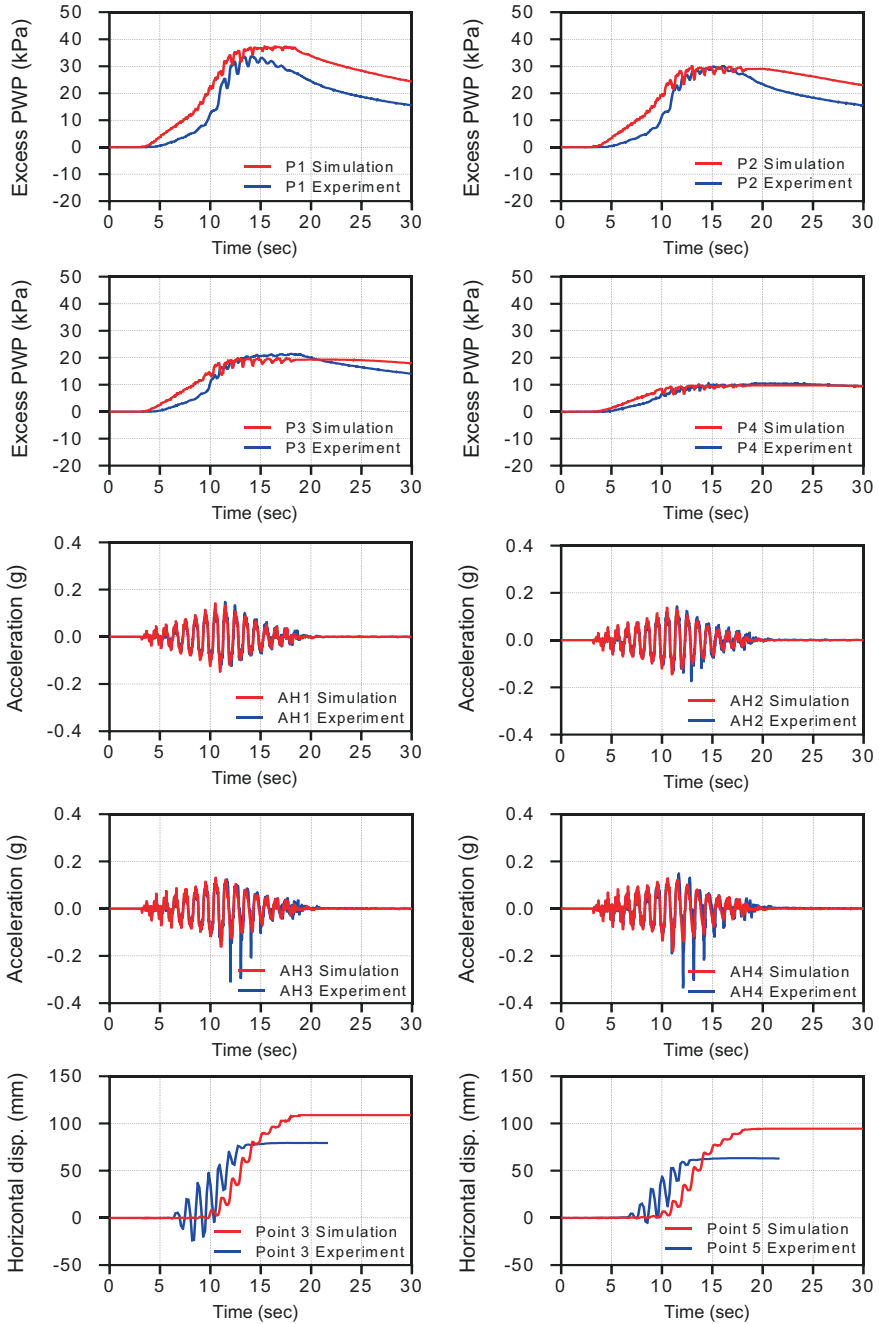 Excess PWP (kPa)
50
40
30
20
10
0
-10
-20
P1 Simulation
P1 Experiment
0 5 10 15 20 25 30
Time (sec)
Excess PWP (kPa)
50
40
30
20
10
0
-10
-20
P2 Simulation
P2 Experiment
0 5 10 15 20 25 30
Time (sec)
Excess PWP (kPa)
50
40
30
20
10
0
-10
-20
P3 Simulation
P3 Experiment
0 5 10 15 20 25 30
Time (sec)
Excess PWP (kPa)
50
40
30
20
10
0
-10
-20
P4 Simulation
P4 Experiment
0 5 10 15 20 25 30
Time (sec)
Acceleration (g)
0.4
0.2
0.0
-0.2
-0.4
AH1 Simulation
AH1 Experiment
0 5 10 15 20 25 30
Time (sec)
Acceleration (g)
0.4
0.2
0.0
-0.2
-0.4
AH2 Simulation
AH2 Experiment
0 5 10 15 20 25 30
Time (sec)
Acceleration (g)
0.4
0.2
0.0
-0.2
-0.4
AH3 Simulation
AH3 Experiment
0 5 10 15 20 25 30
Time (sec)
Acceleration (g)
0.4
0.2
0.0
-0.2
-0.4
AH4 Simulation
AH4 Experiment
0 5 10 15 20 25 30
Time (sec)
Horizontal disp. (mm)
150
100
50
0
-50
Point 3 Simulation
Point 3 Experiment
0 5 10 15 20 25 30
Time (sec)
Horizontal disp. (mm)
150
100
50
0
-50
Point 5 Simulation
Point 5 Experiment
0 5 10 15 20 25 30
Time (sec)